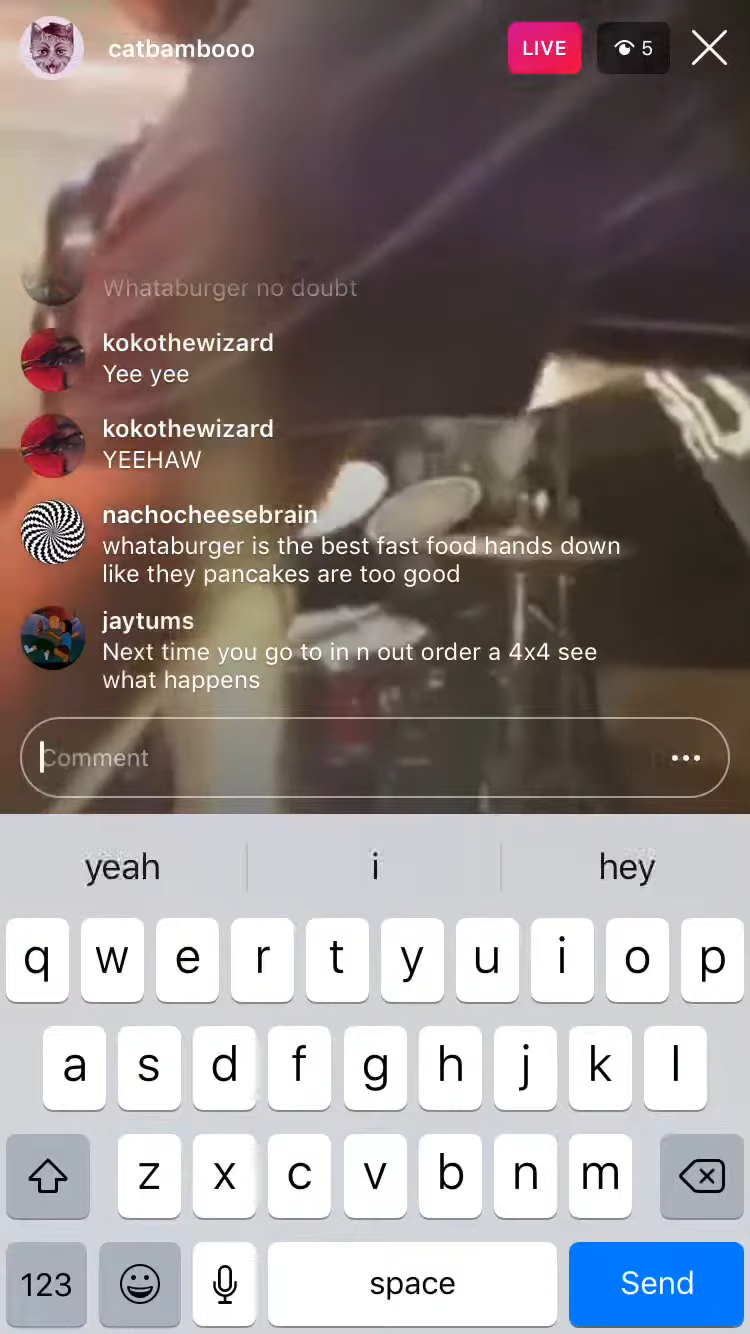 catbambooo
LIVE
5
Whataburger no doubt
kokothewizard
Yee yee
kokothewizard
YEEHAW
nachocheesebrain
whataburger is the best fast food hands down
like they pancakes are too good
jaytums
Next time you go to in n out order a 4x4 see
what happens
Comment
yeah i hey
q w e r t y u i o p
a s d f g h j k l
z x c v b n m
123 space Send